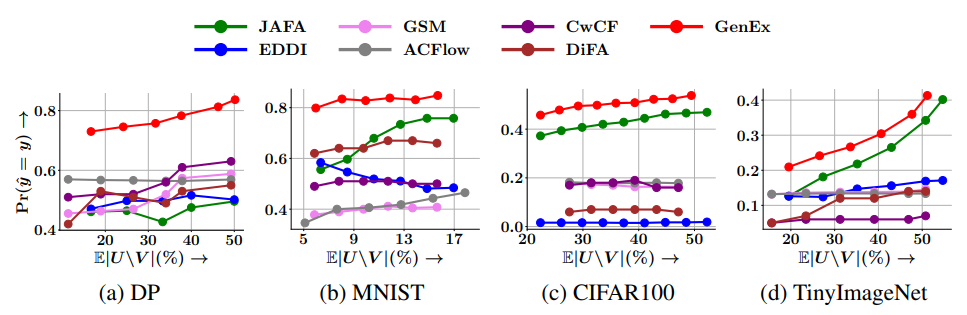 JAFA GSM CwCF GenEx
EDDI ACFlow DiFA
Pr(ŷ = y) →
0.8
0.6
0.4
20 30 40 50
𝔼|U\V|(%) →
(a) DP
0.8
0.6
0.4
5 9 13 17
𝔼|U\V|(%) →
(b) MNIST
0.4
0.2
0.0
20 30 40 50
𝔼|U\V|(%) →
(c) CIFAR100
0.4
0.3
0.2
0.1
20 30 40 50
𝔼|U\V|(%) →
(d) TinyImageNet